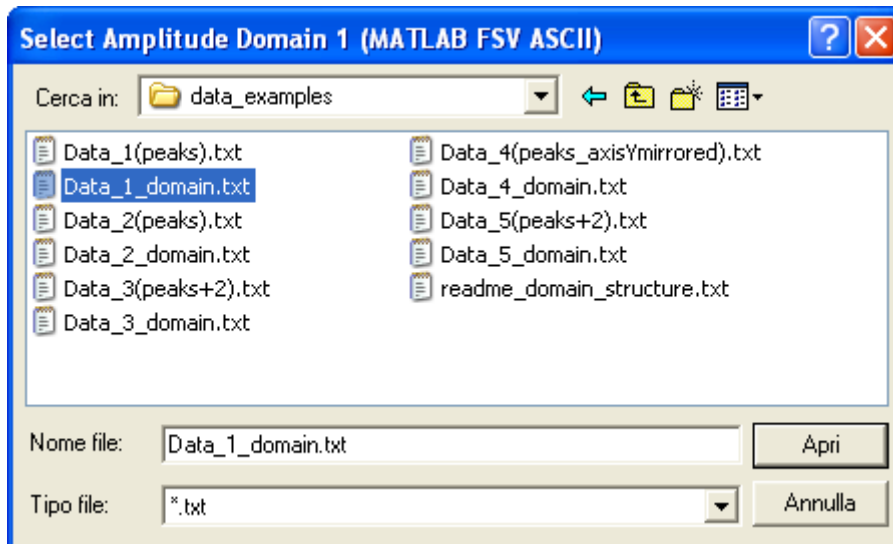 Select Amplitude Domain 1 (MATLAB FSV ASCII)
Cerca in: data_examples
Data_1(peaks).txt
Data_1_domain.txt
Data_2(peaks).txt
Data_2_domain.txt
Data_3(peaks+2).txt
Data_3_domain.txt
Data_4(peaks_axisYmirrored).txt
Data_4_domain.txt
Data_5(peaks+2).txt
Data_5_domain.txt
readme_domain_structure.txt
Nome file: Data_1_domain.txt Apri
Tipo file: *.txt Annulla